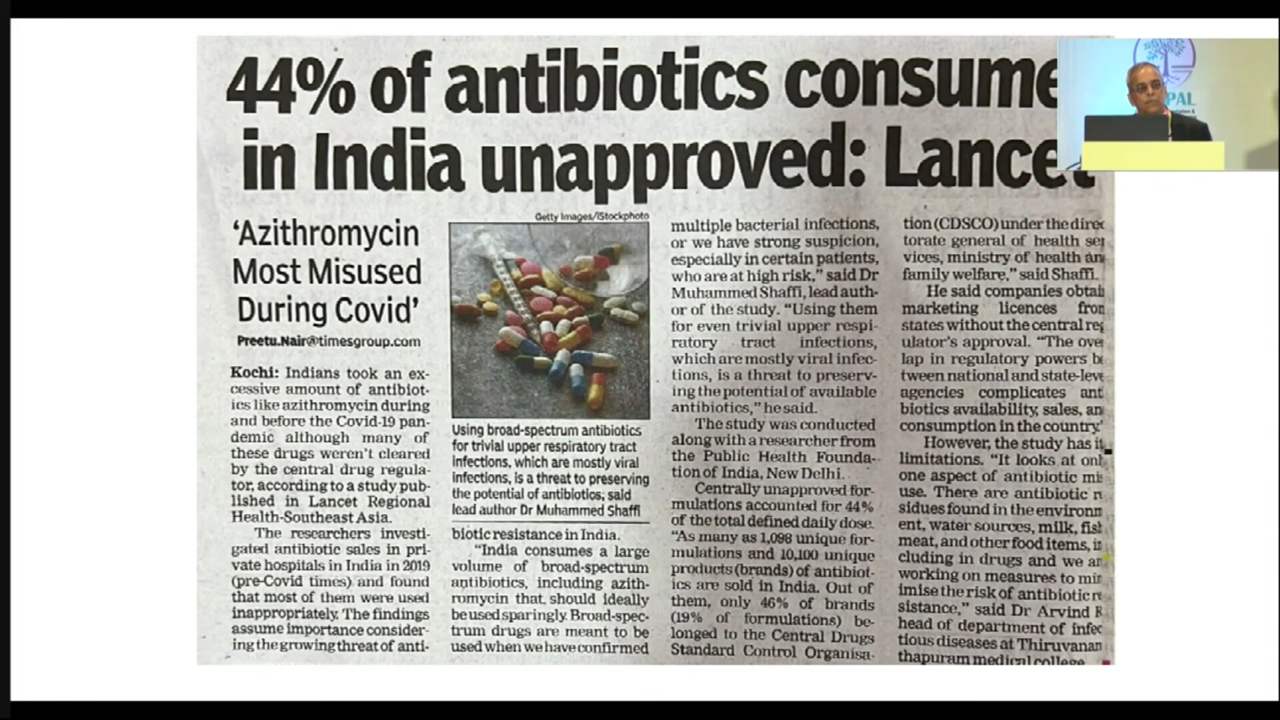 44% of antibiotics consume
in India unapproved: Lancet
'Azithromycin
Most Misused
During Covid'
Preetu.Nair@timesgroup.com
Kochi: Indians took an ex-
cessive amount of antibiot-
ics like azithromycin during
and before the Covid-19 pan-
demic although many of
these drugs weren't cleared
by the central drug regula-
tor, according to a study pub-
lished in Lancet Regional
Health-Southeast Asia.
The researchers investi-
gated antibiotic sales in pri-
vate hospitals in India in 2019
(pre-Covid times) and found
that most of them were used
inappropriately. The findings
assume importance consider-
ing the growing threat of anti-
Getty Images/iStockphoto
Using broad-spectrum antibiotics
for trivial upper respiratory tract
infections, which are mostly viral
infections, is a threat to preserving
the potential of antibiotics, said
lead author Dr Muhammed Shaffi
biotic resistance in India.
"India consumes a large
volume of broad-spectrum
antibiotics, including azith-
romycin that, should ideally
be used sparingly. Broad-spec-
trum drugs are meant to be
used when we have confirmed
multiple bacterial infections,
or we have strong suspicion,
especially in certain patients,
who are at high risk," said Dr
Muhammed Shaffi, lead auth-
or of the study. "Using them
for even trivial upper respi-
ratory tract infections,
which are mostly viral infec-
tions, is a threat to preserv-
ing the potential of available
antibiotics," he said.
The study was conducted
along with a researcher from
the Public Health Founda-
tion of India, New Delhi.
Centrally unapproved for-
mulations accounted for 44%
of the total defined daily dose.
"As many as 1,098 unique for-
mulations and 10,100 unique
products (brands) of antibiot-
ics are sold in India. Out of
them, only 46% of brands
(19% of formulations) be-
longed to the Central Drugs
Standard Control Organisa-
tion (CDSCO) under the direc
torate general of health ser
vices, ministry of health an
family welfare," said Shaffi.
He said companies obtai
marketing licences from
states without the central reg
ulator's approval. "The over
lap in regulatory powers be
tween national and state-leve
agencies complicates anti
biotics availability, sales, an
consumption in the country."
However, the study has it
limitations. "It looks at onl
one aspect of antibiotic mis
use. There are antibiotic re
sidues found in the environm
ent, water sources, milk, fish
meat, and other food items, in
cluding in drugs and we ar
working on measures to min
imise the risk of antibiotic re
sistance," said Dr Arvind R
head of department of infec
tious diseases at Thiruvanan
thapuram medical college
PAL